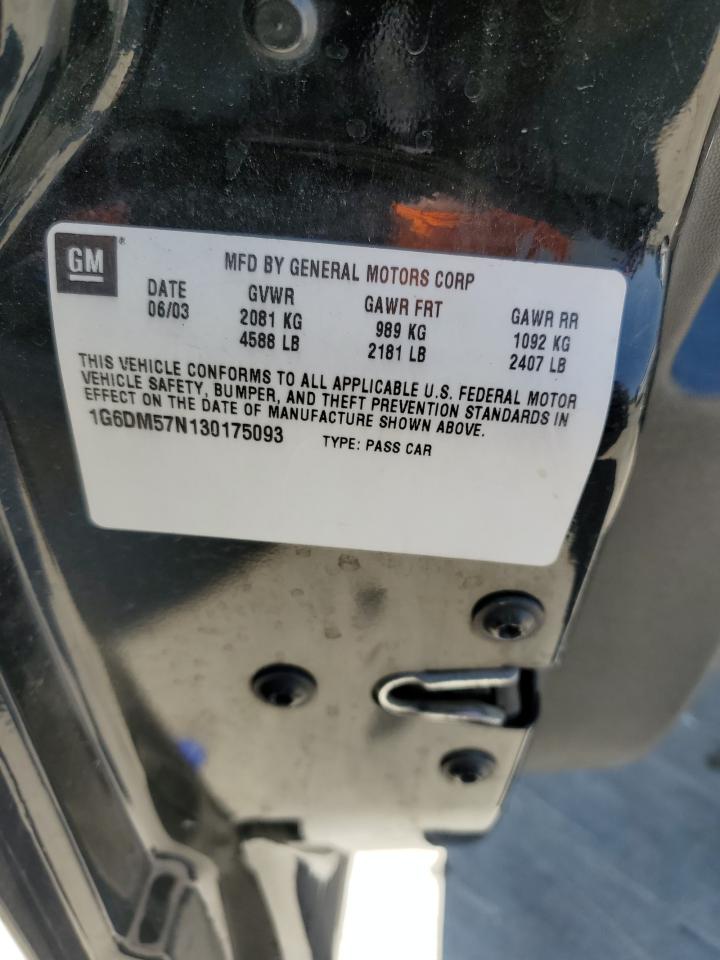 GM®
MFD BY GENERAL MOTORS CORP
DATE GVWR GAWR FRT GAWR RR
06/03 2081 KG 989 KG 1092 KG
4588 LB 2181 LB 2407 LB
THIS VEHICLE CONFORMS TO ALL APPLICABLE U.S. FEDERAL MOTOR
VEHICLE SAFETY, BUMPER, AND THEFT PREVENTION STANDARDS IN
EFFECT ON THE DATE OF MANUFACTURE SHOWN ABOVE.
1G6DM57N130175093 TYPE: PASS CAR